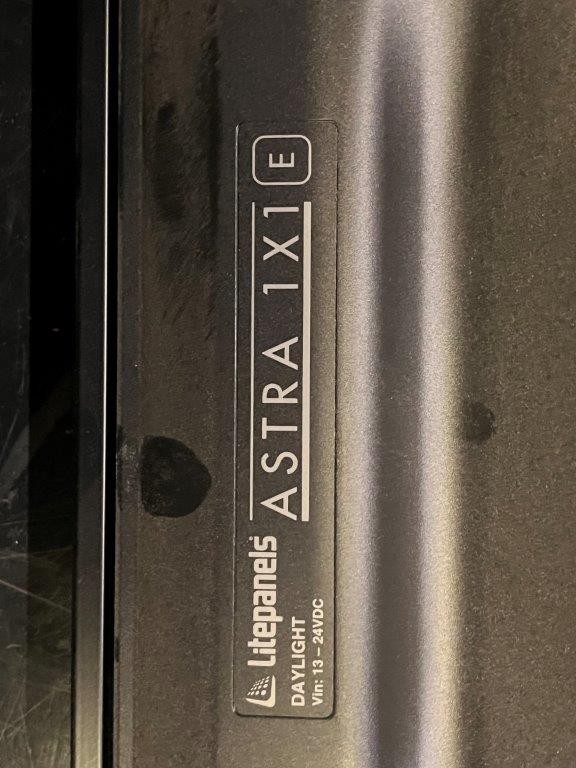 Litepanels
ASTRA 1X1 E
DAYLIGHT
Vin: 13 – 24VDC